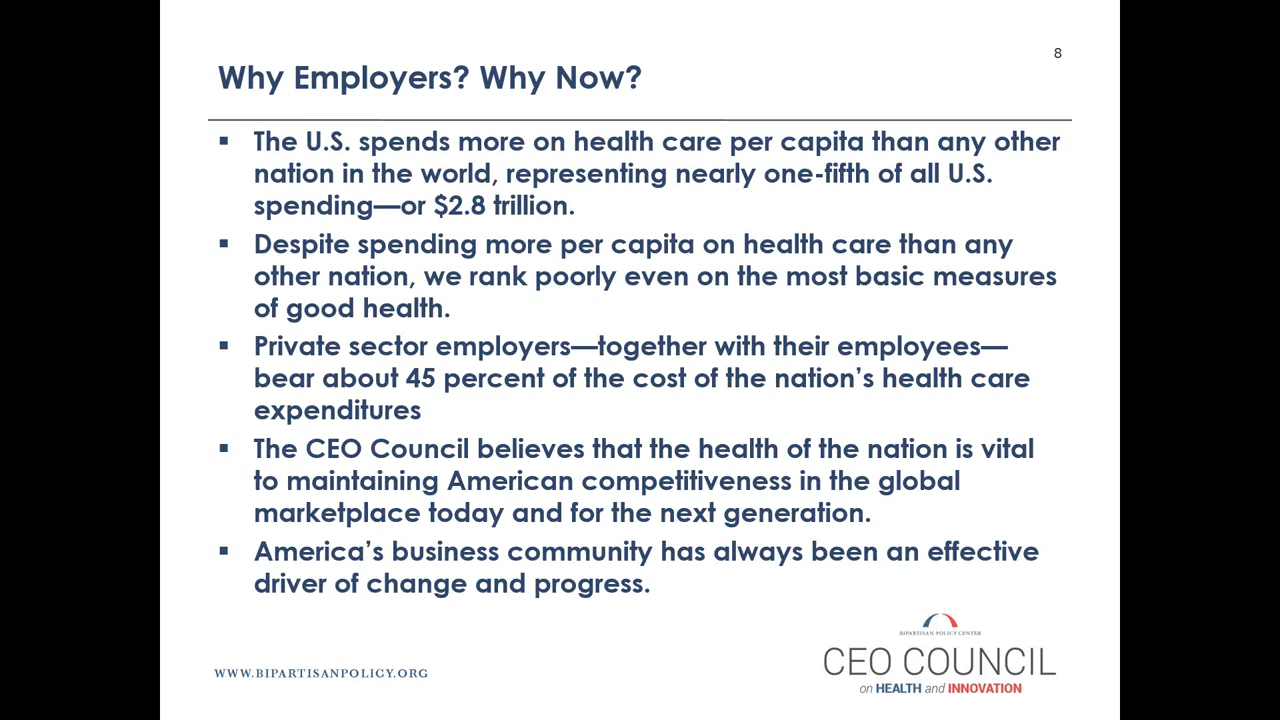 8
Why Employers? Why Now?
▪ The U.S. spends more on health care per capita than any other
nation in the world, representing nearly one-fifth of all U.S.
spending—or $2.8 trillion.
▪ Despite spending more per capita on health care than any
other nation, we rank poorly even on the most basic measures
of good health.
▪ Private sector employers—together with their employees—
bear about 45 percent of the cost of the nation’s health care
expenditures
▪ The CEO Council believes that the health of the nation is vital
to maintaining American competitiveness in the global
marketplace today and for the next generation.
▪ America’s business community has always been an effective
driver of change and progress.
BIPARTISAN POLICY CENTER
CEO COUNCIL
on HEALTH and INNOVATION
WWW.BIPARTISANPOLICY.ORG